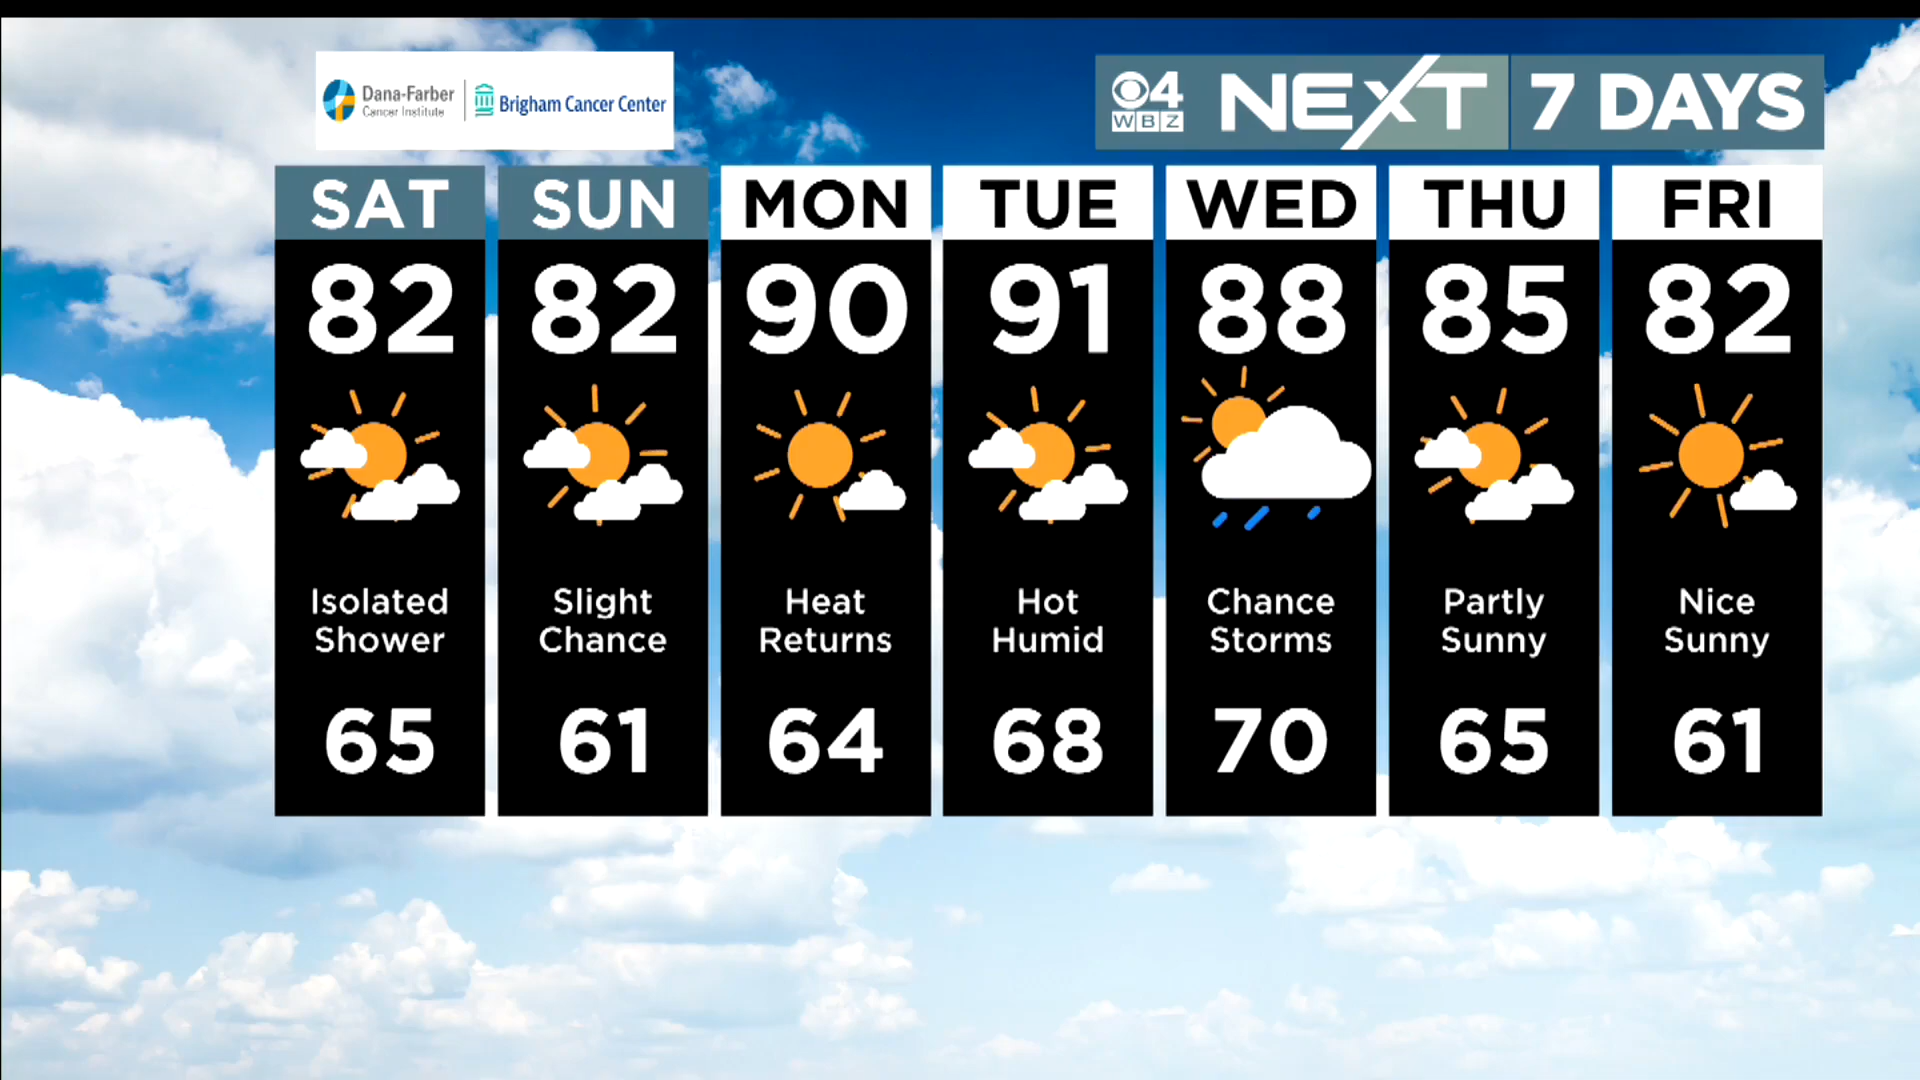 Dana-Farber
Cancer Institute
Brigham Cancer Center
4
WBZ
NEXT
7 DAYS
SAT
SUN
MON
TUE
WED
THU
FRI
82
82
90
91
88
85
82
Isolated
Shower
Slight
Chance
Heat
Returns
Hot
Humid
Chance
Storms
Partly
Sunny
Nice
Sunny
65
61
64
68
70
65
61